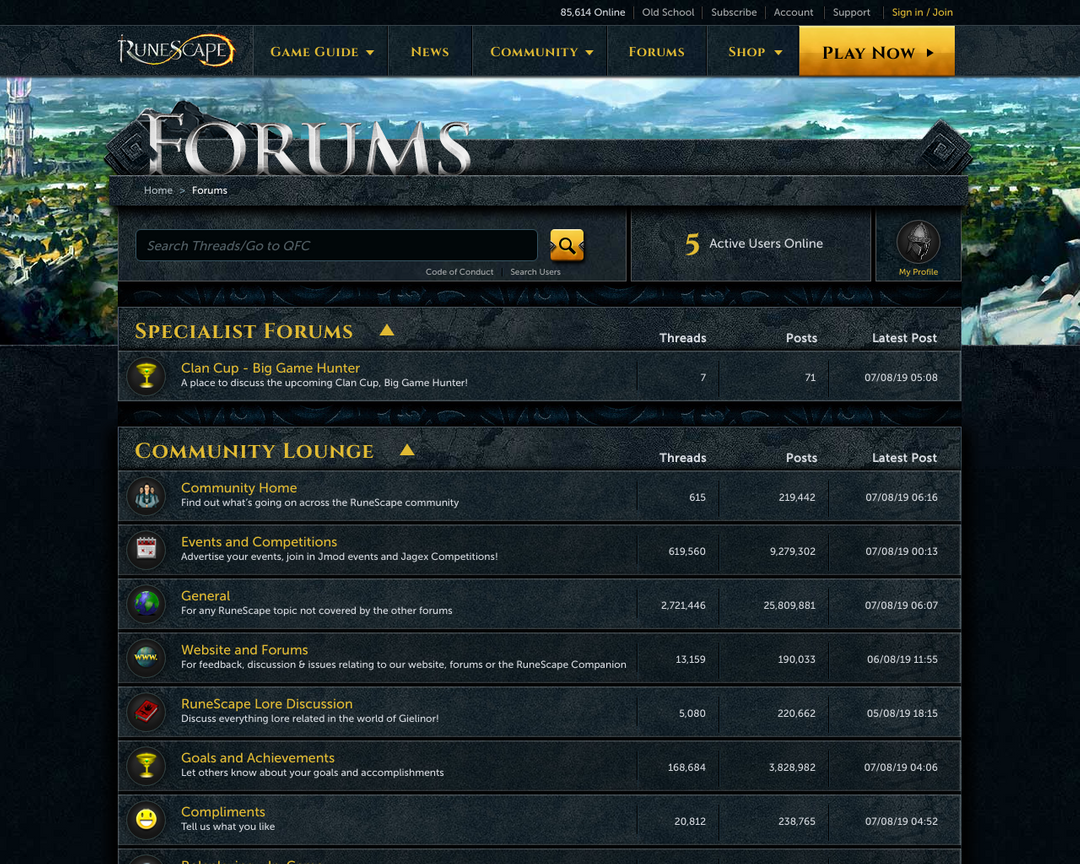 85,614 Online Old School Subscribe Account Support Sign in / Join
RUNESCAPE GAME GUIDE NEWS COMMUNITY FORUMS SHOP PLAY NOW
FORUMS
Home > Forums
Search Threads/Go to QFC
5 Active Users Online
Code of Conduct Search Users
My Profile
SPECIALIST FORUMS Threads Posts Latest Post
Clan Cup - Big Game Hunter
A place to discuss the upcoming Clan Cup, Big Game Hunter!
7 71 07/08/19 05:08
COMMUNITY LOUNGE Threads Posts Latest Post
Community Home
Find out what's going on across the RuneScape community
615 219,442 07/08/19 06:16
Events and Competitions
Advertise your events, join in Jmod events and Jagex Competitions!
619,560 9,279,302 07/08/19 00:13
General
For any RuneScape topic not covered by the other forums
2,721,446 25,809,881 07/08/19 06:07
www.
Website and Forums
For feedback, discussion & issues relating to our website, forums or the RuneScape Companion
13,159 190,033 06/08/19 11:55
RuneScape Lore Discussion
Discuss everything lore related in the world of Gielinor!
5,080 220,662 05/08/19 18:15
Goals and Achievements
Let others know about your goals and accomplishments
168,684 3,828,982 07/08/19 04:06
Compliments
Tell us what you like
20,812 238,765 07/08/19 04:52